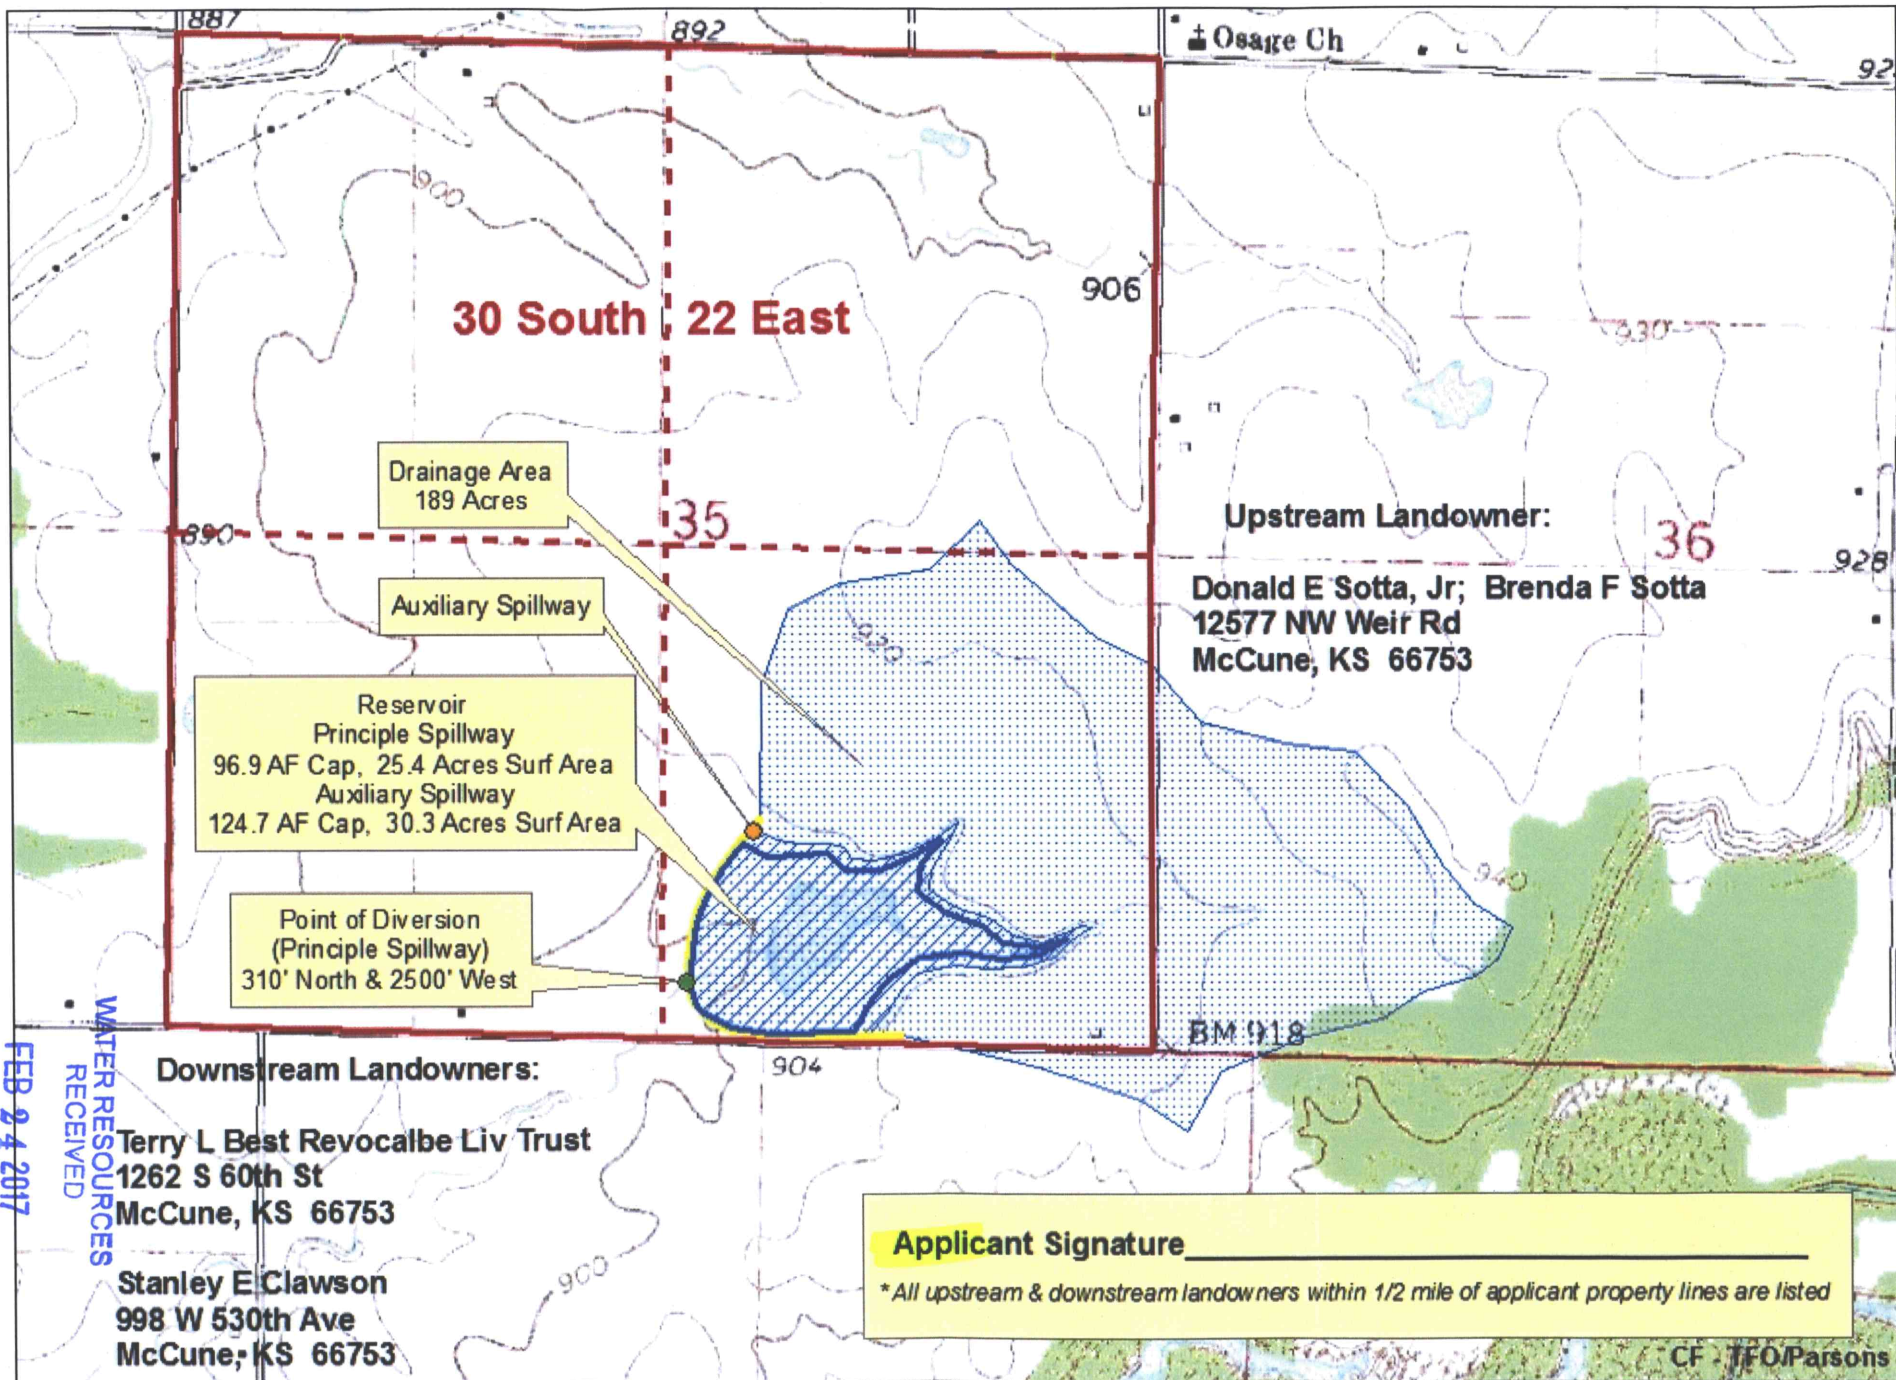 887
892
Osage Ch
92
900
906
30 South 22 East
930
Drainage Area
189 Acres
890
35
Upstream Landowner:
36
928
Auxiliary Spillway
Donald E Sotta, Jr; Brenda F Sotta
12577 NW Weir Rd
McCune, KS 66753
920
Reservoir
Principle Spillway
96.9 AF Cap, 25.4 Acres Surf Area
Auxiliary Spillway
124.7 AF Cap, 30.3 Acres Surf Area
940
Point of Diversion
(Principle Spillway)
310' North & 2500' West
BM 918
904
WATER RESOURCES
RECEIVED
FEB 24 2017
Downstream Landowners:
Terry L Best Revocalbe Liv Trust
1262 S 60th St
McCune, KS 66753
Stanley E Clawson
998 W 530th Ave
McCune, KS 66753
900
Applicant Signature
*All upstream & downstream landowners within 1/2 mile of applicant property lines are listed
CF - TFO/Parsons